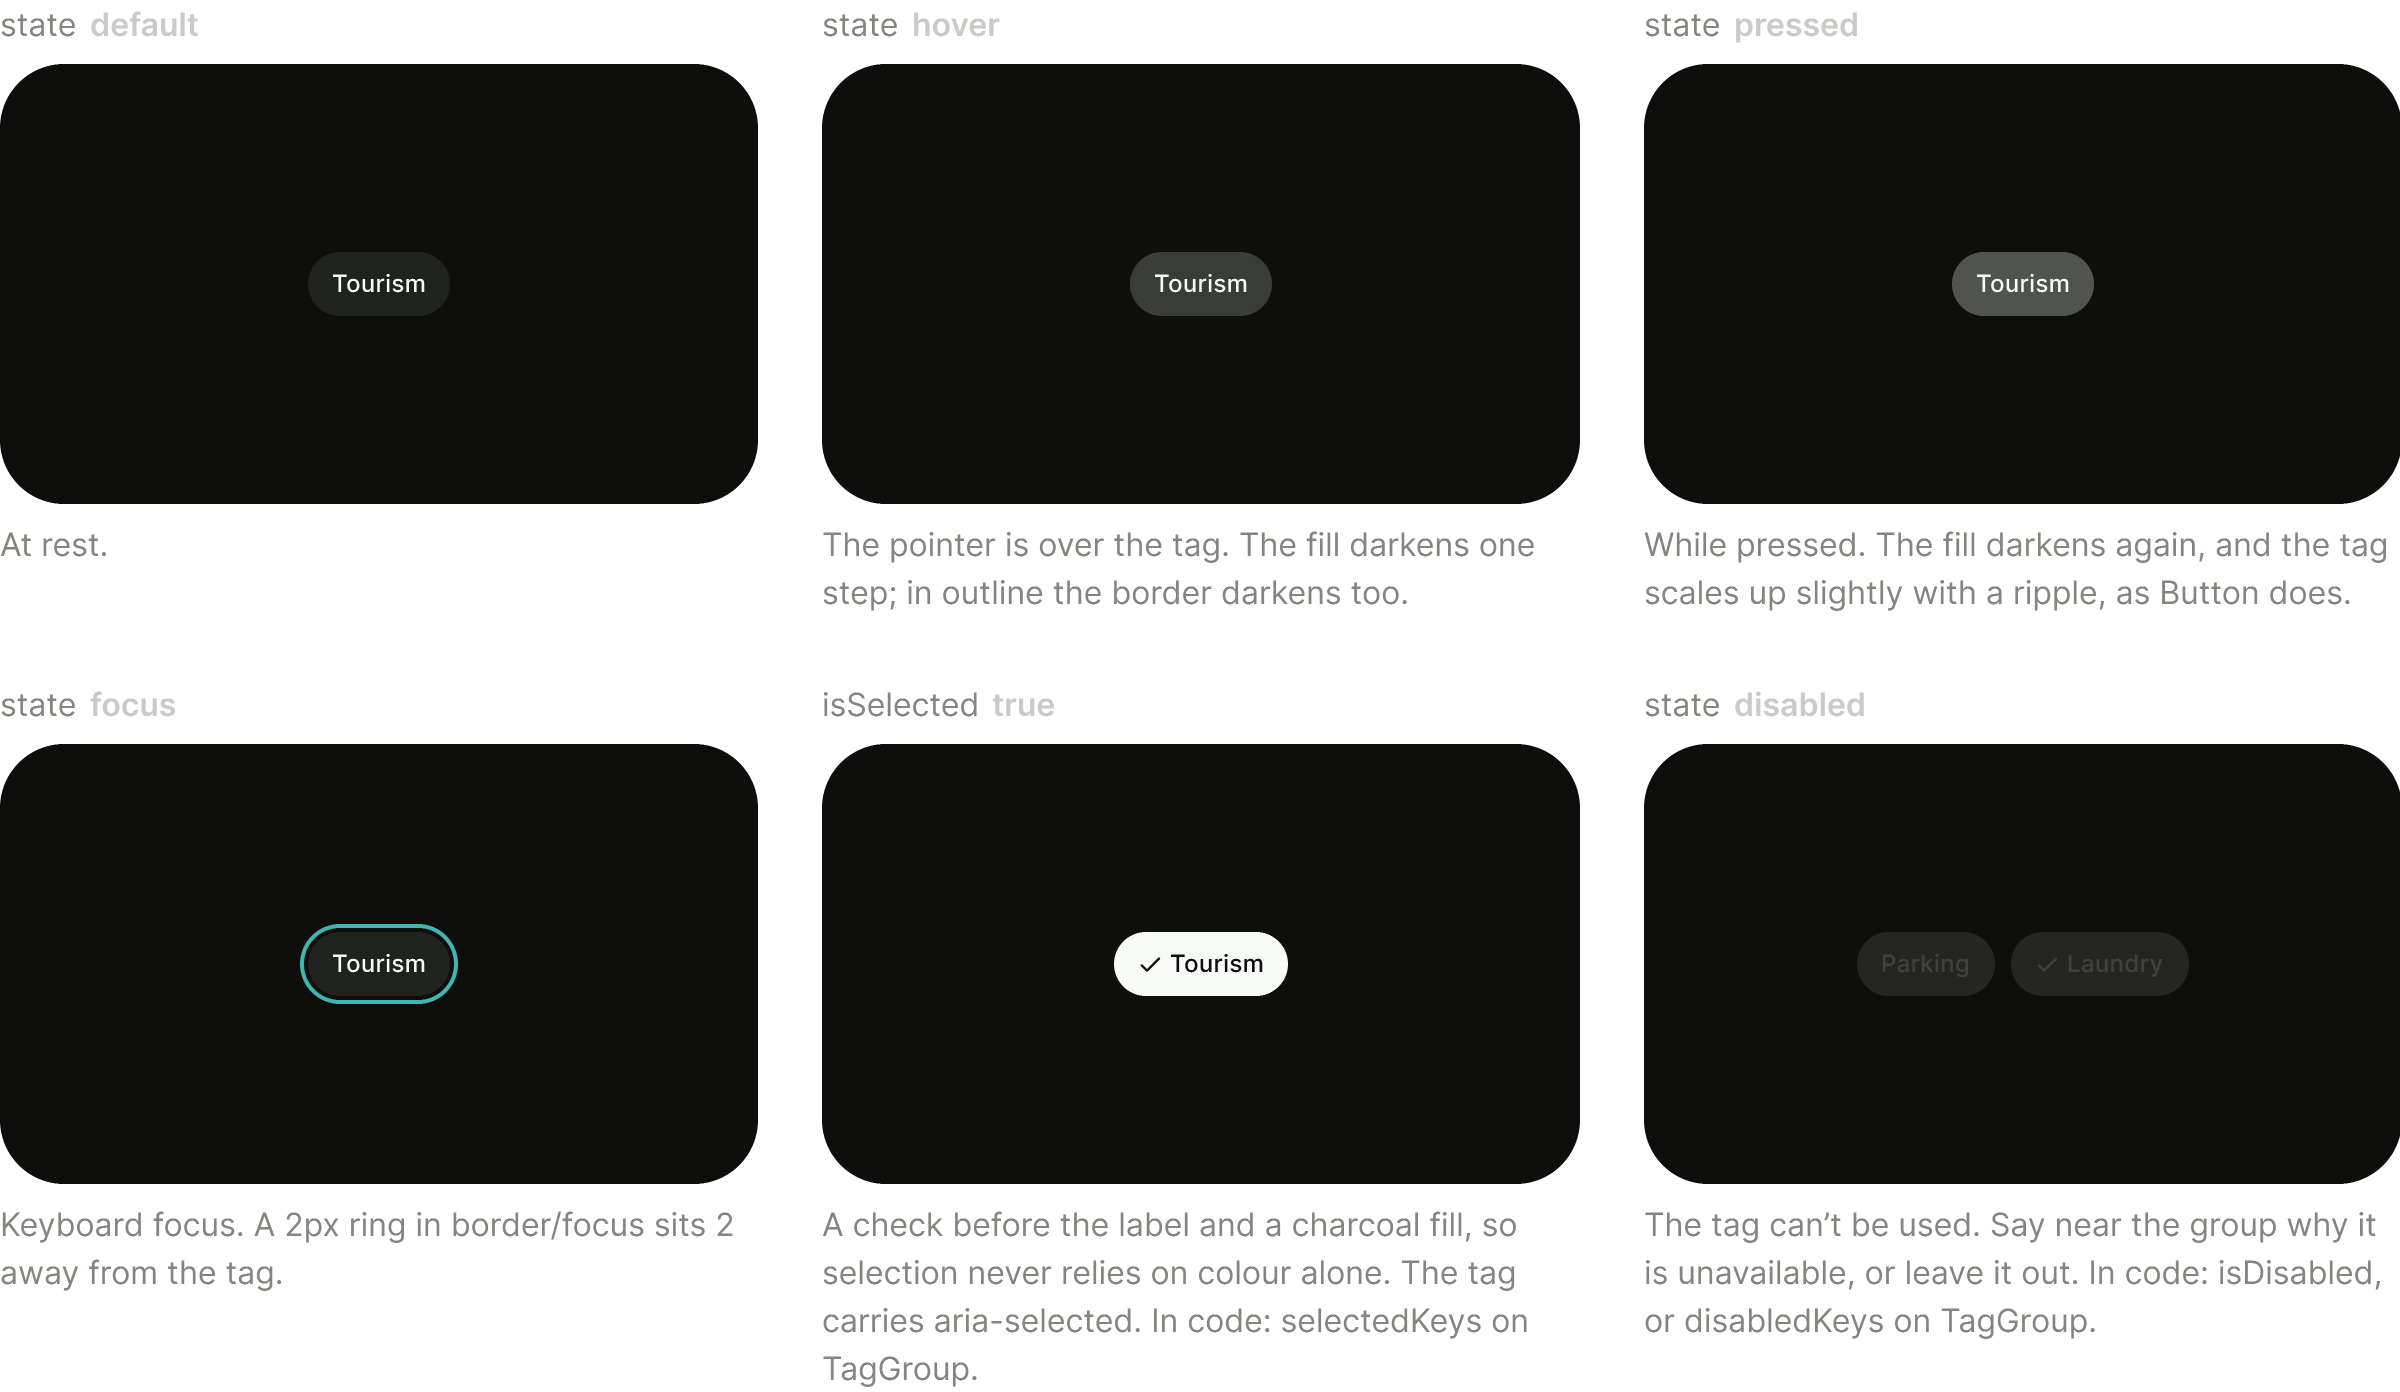 state default
Tourism
At rest.
state hover
Tourism
The pointer is over the tag. The fill darkens one
step; in outline the border darkens too.
state pressed
Tourism
While pressed. The fill darkens again, and the tag
scales up slightly with a ripple, as Button does.
state focus
Tourism
Keyboard focus. A 2px ring in border/focus sits 2
away from the tag.
isSelected true
Tourism
A check before the label and a charcoal fill, so
selection never relies on colour alone. The tag
carries aria-selected. In code: selectedKeys on
TagGroup.
state disabled
Parking
Laundry
The tag can’t be used. Say near the group why it
is unavailable, or leave it out. In code: isDisabled,
or disabledKeys on TagGroup.